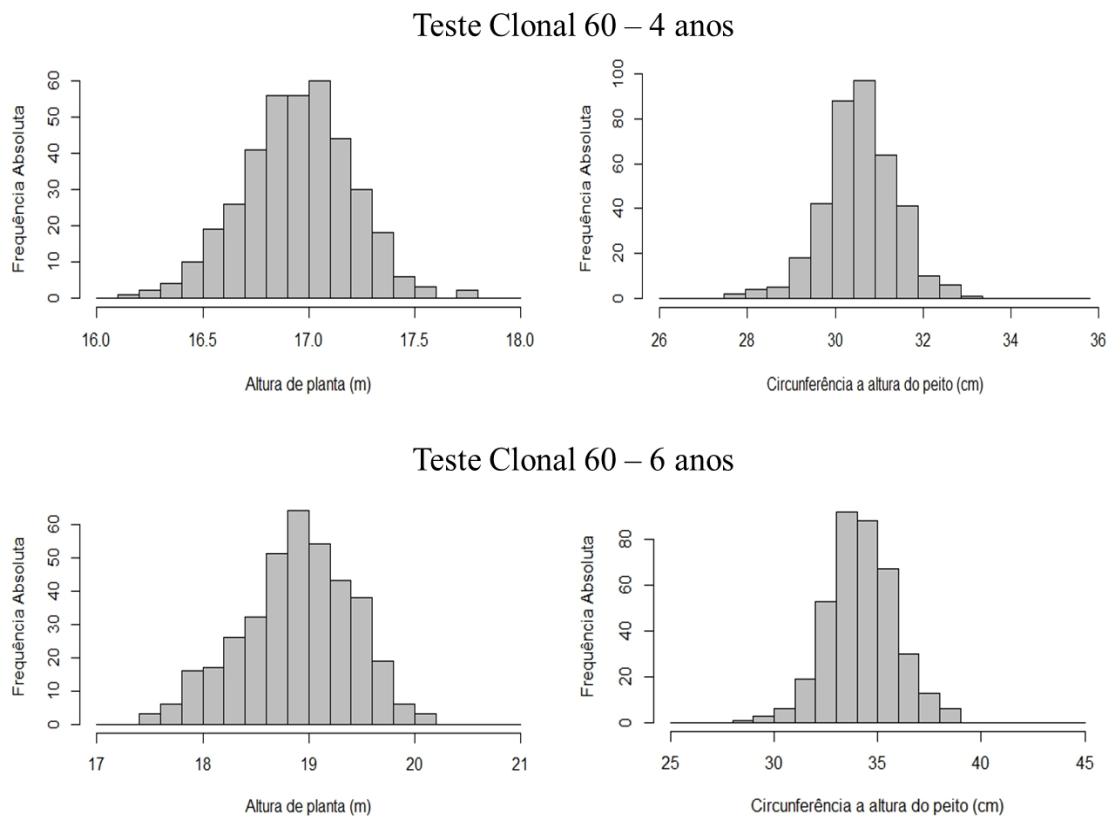 Teste Clonal 60 – 4 anos
Frequência Absoluta
60
50
40
30
20
10
0
16.0 16.5 17.0 17.5 18.0
Altura de planta (m)
Frequência Absoluta
100
80
60
40
20
0
26 28 30 32 34 36
Circunferência a altura do peito (cm)
Teste Clonal 60 – 6 anos
Frequência Absoluta
60
50
40
30
20
10
0
17 18 19 20 21
Altura de planta (m)
Frequência Absoluta
80
60
40
20
0
25 30 35 40 45
Circunferência a altura do peito (cm)